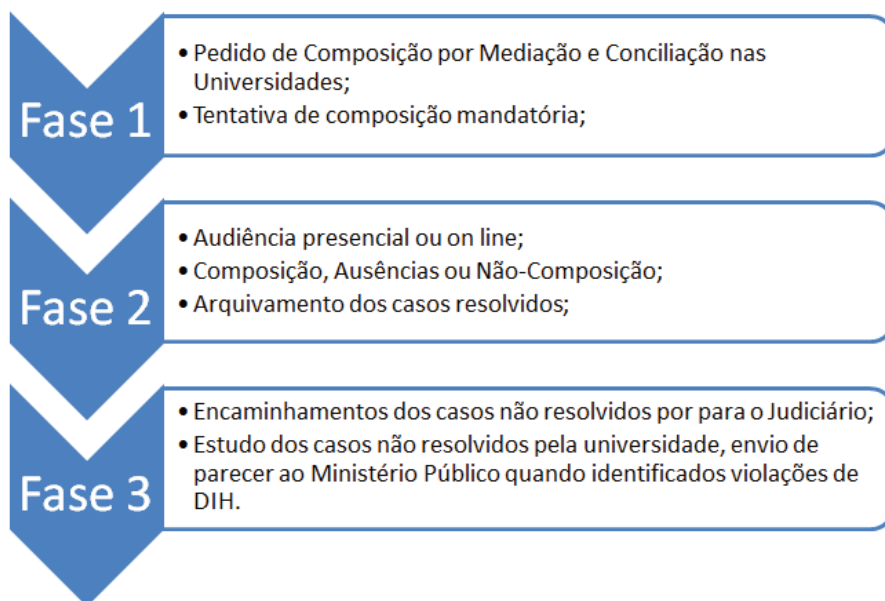 Fase 1
• Pedido de Composição por Mediação e Conciliação nas
Universidades;
• Tentativa de composição mandatória;
Fase 2
• Audiência presencial ou on line;
• Composição, Ausências ou Não-Composição;
• Arquivamento dos casos resolvidos;
Fase 3
• Encaminhamentos dos casos não resolvidos por para o Judiciário;
• Estudo dos casos não resolvidos pela universidade, envio de
parecer ao Ministério Público quando identificados violações de
DIH.